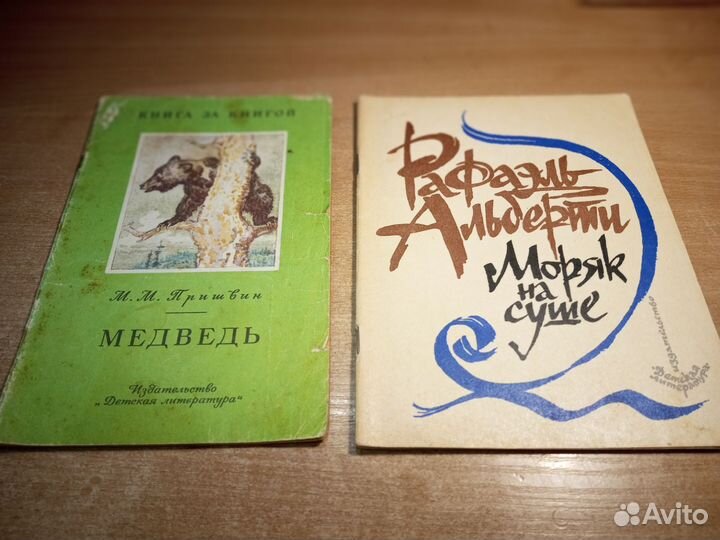 КНИГА ЗА КНИГОЙ
М. М. Пришвин
МЕДВЕДЬ
Издательство
„Детская литература“
Рафаэль
Альберти
Моряк
на
суше
издательство
Детская
литература
Avito